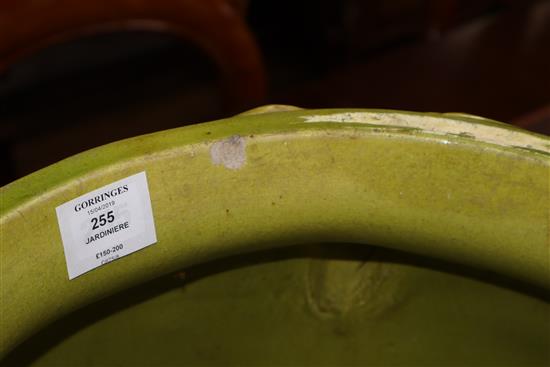 GORRINGES
15/04/2019
255
JARDINIERE
£150-200